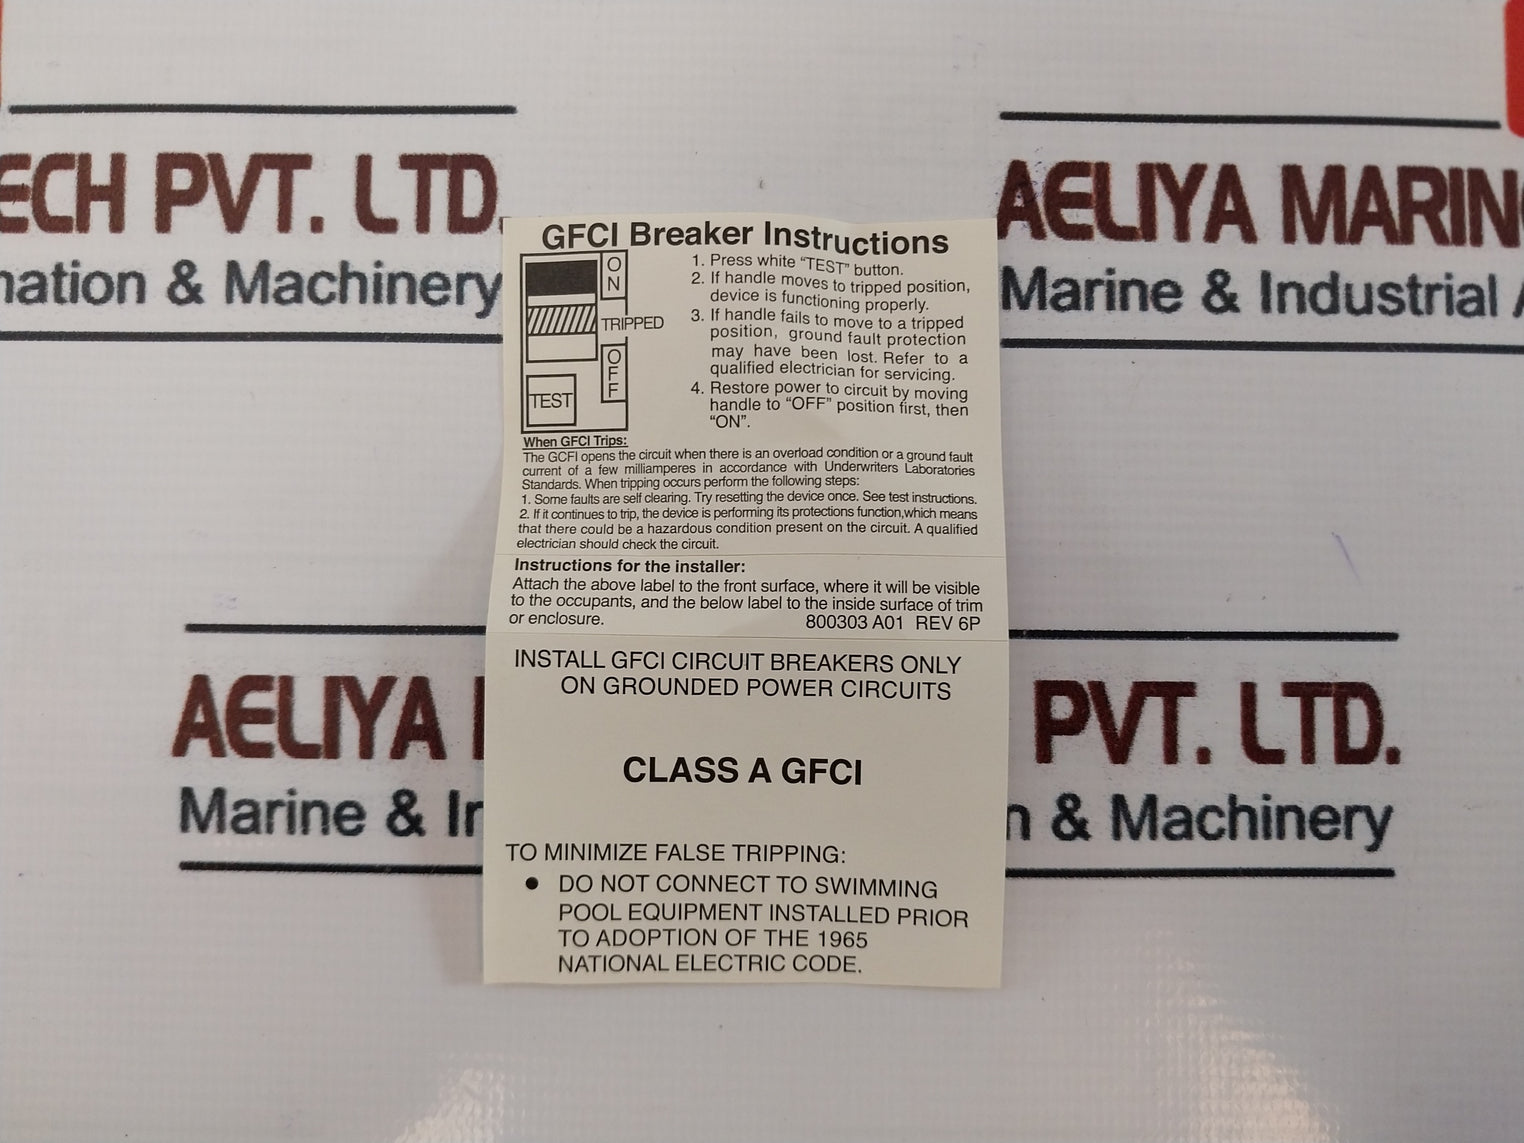 ECH PVT. LTD.
nation & Machinery
AELIYA MARIN
Marine & Industrial A
GFCI Breaker Instructions
ON
TRIPPED
OFF
TEST
1. Press white “TEST” button.
2. If handle moves to tripped position,
device is functioning properly.
3. If handle fails to move to a tripped
position, ground fault protection
may have been lost. Refer to a
qualified electrician for servicing.
4. Restore power to circuit by moving
handle to “OFF” position first, then
“ON”.
When GFCI Trips:
The GCFI opens the circuit when there is an overload condition or a ground fault
current of a few milliamperes in accordance with Underwriters Laboratories
Standards. When tripping occurs perform the following steps:
1. Some faults are self clearing. Try resetting the device once. See test instructions.
2. If it continues to trip, the device is performing its protections function,which means
that there could be a hazardous condition present on the circuit. A qualified
electrician should check the circuit.
Instructions for the installer:
Attach the above label to the front surface, where it will be visible
to the occupants, and the below label to the inside surface of trim
or enclosure. 800303 A01 REV 6P
INSTALL GFCI CIRCUIT BREAKERS ONLY
ON GROUNDED POWER CIRCUITS
CLASS A GFCI
TO MINIMIZE FALSE TRIPPING:
● DO NOT CONNECT TO SWIMMING
POOL EQUIPMENT INSTALLED PRIOR
TO ADOPTION OF THE 1965
NATIONAL ELECTRIC CODE.
AELIYA
Marine & In
PVT. LTD.
n & Machinery